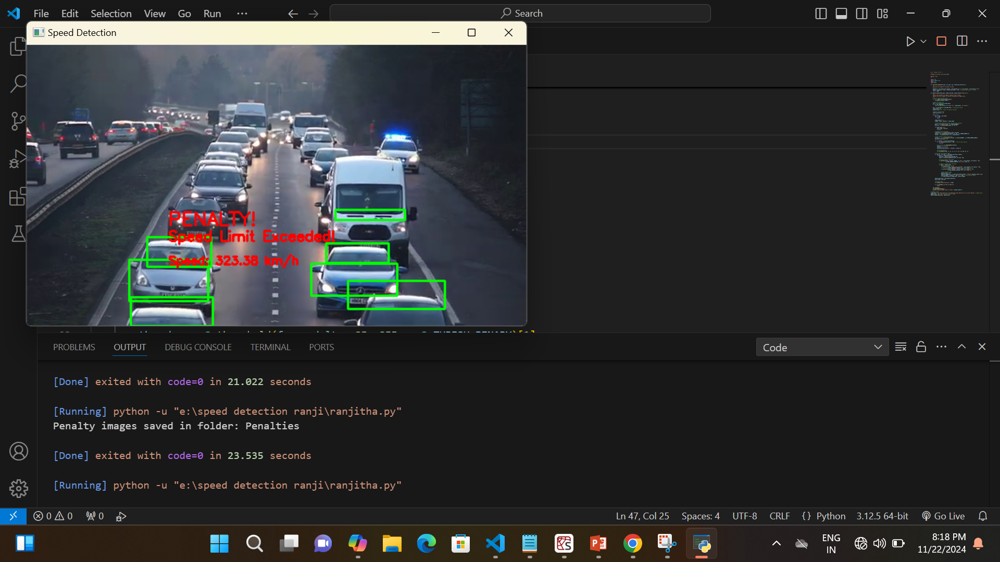 File Edit Selection View Go Run ···
Search
Speed Detection
PENALTY!
Speed Limit Exceeded!
Speed: 323.38 km/h
PROBLEMS OUTPUT DEBUG CONSOLE TERMINAL PORTS
Code
[Done] exited with code=0 in 21.022 seconds
[Running] python -u "e:\speed detection ranji\ranjitha.py"
Penalty images saved in folder: Penalties
[Done] exited with code=0 in 23.535 seconds
[Running] python -u "e:\speed detection ranji\ranjitha.py"
0 0 0
Ln 47, Col 25 Spaces: 4 UTF-8 CRLF {} Python 3.12.5 64-bit Go Live
ENG
IN
8:18 PM
11/22/2024